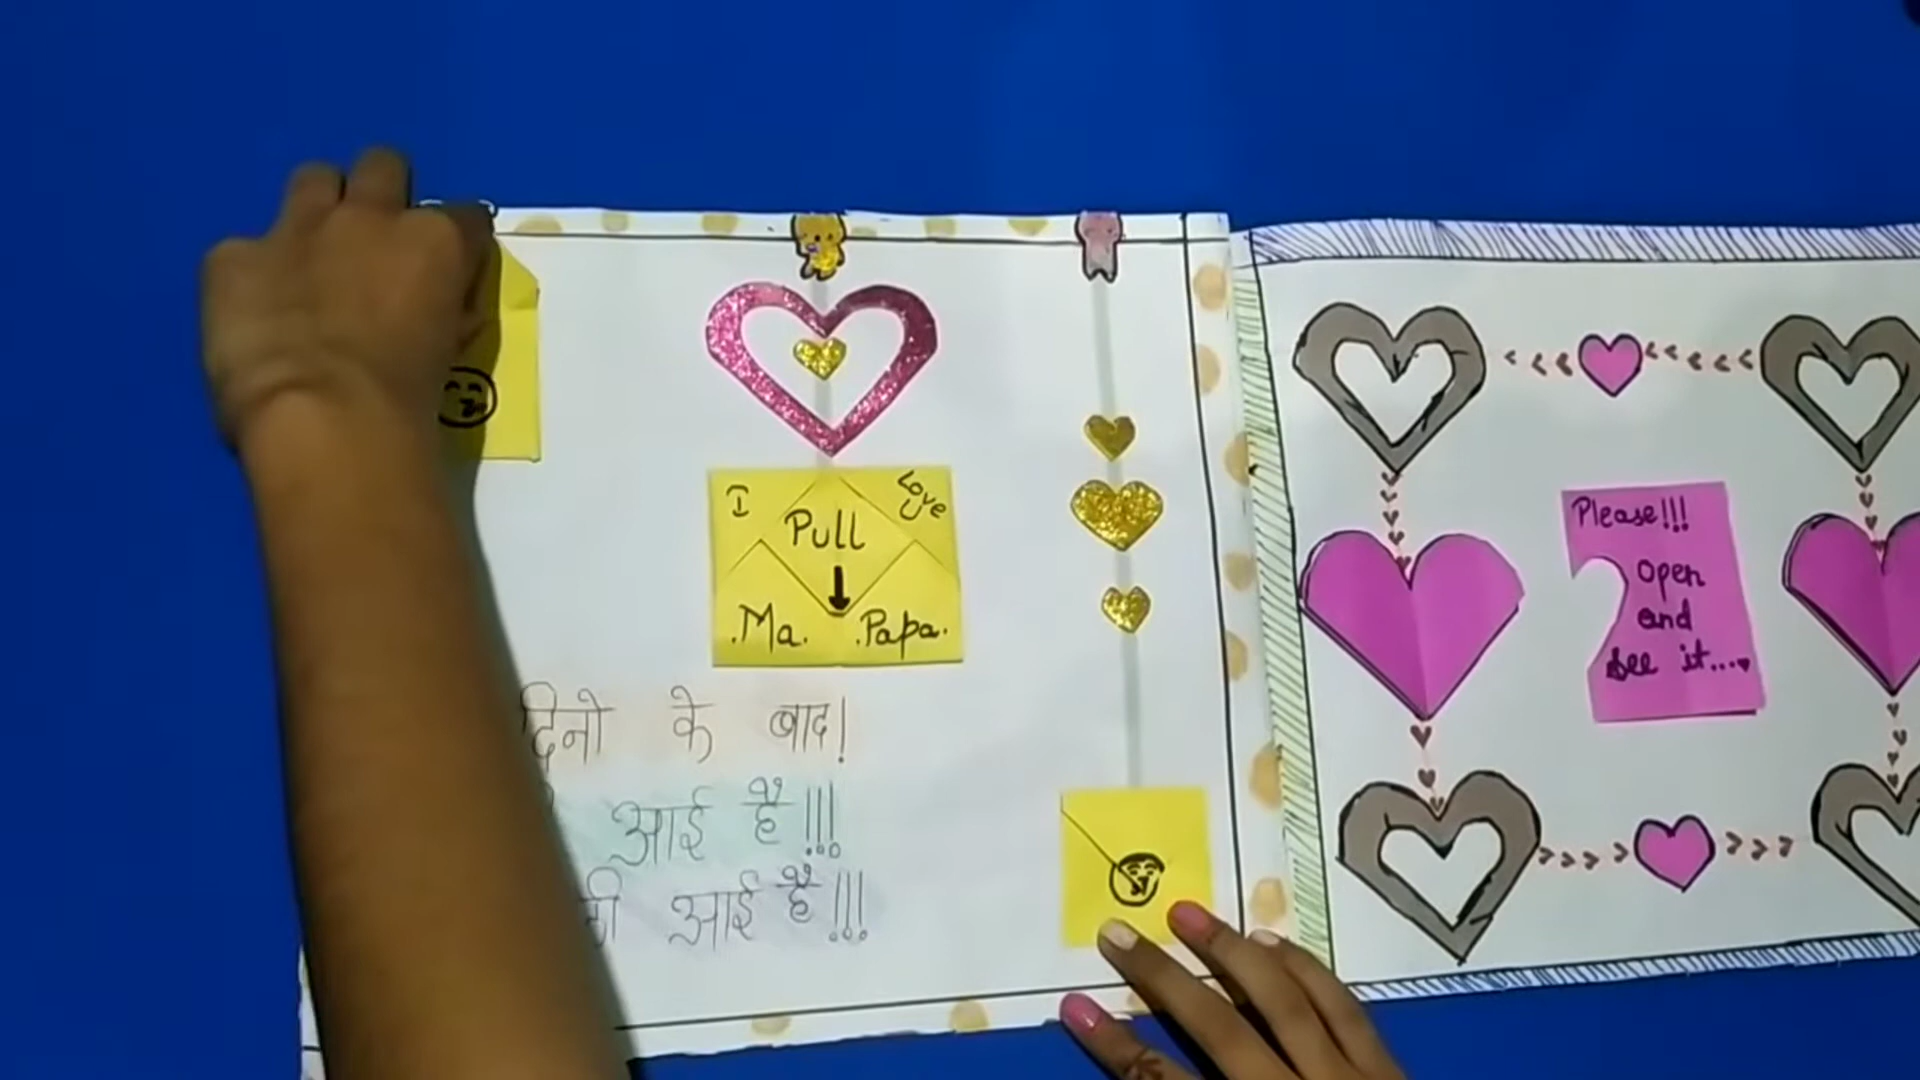 I Love
Pull
.Ma. .Papa.
दिनो के बाद!
आई है!!!
आई है!!!
Please!!!
Open
and
see it...